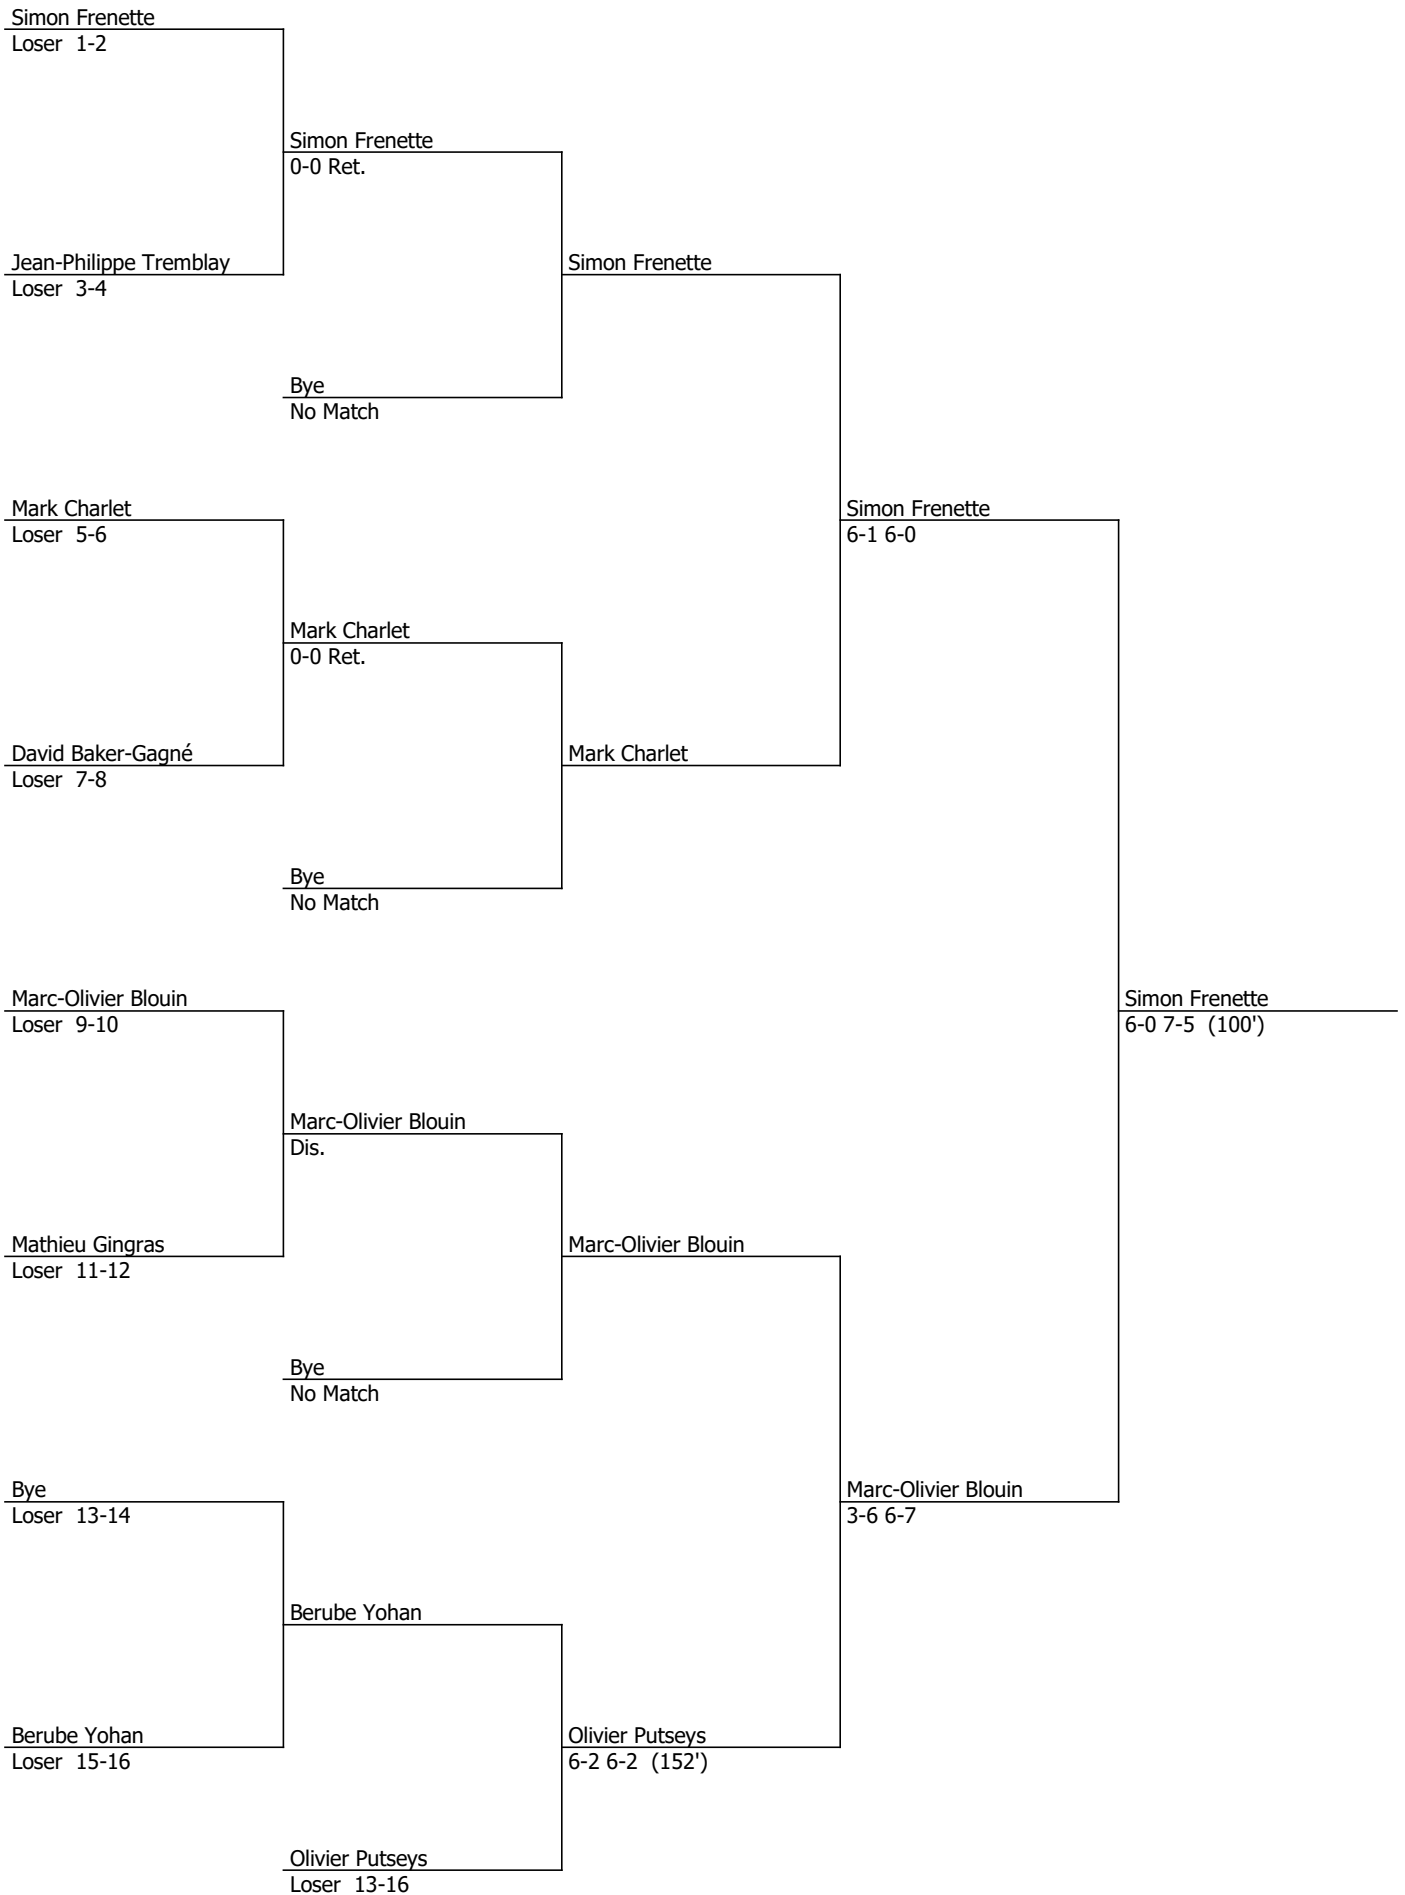 Simon Frenette
Loser 1-2
Simon Frenette
0-0 Ret.
Jean-Philippe Tremblay
Loser 3-4
Simon Frenette
Bye
No Match
Mark Charlet
Loser 5-6
Simon Frenette
6-1 6-0
Mark Charlet
0-0 Ret.
David Baker-Gagné
Loser 7-8
Mark Charlet
Bye
No Match
Marc-Olivier Blouin
Loser 9-10
Simon Frenette
6-0 7-5 (100')
Marc-Olivier Blouin
Dis.
Mathieu Gingras
Loser 11-12
Marc-Olivier Blouin
Bye
No Match
Bye
Loser 13-14
Marc-Olivier Blouin
3-6 6-7
Berube Yohan
Berube Yohan
Loser 15-16
Olivier Putseys
6-2 6-2 (152')
Olivier Putseys
Loser 13-16